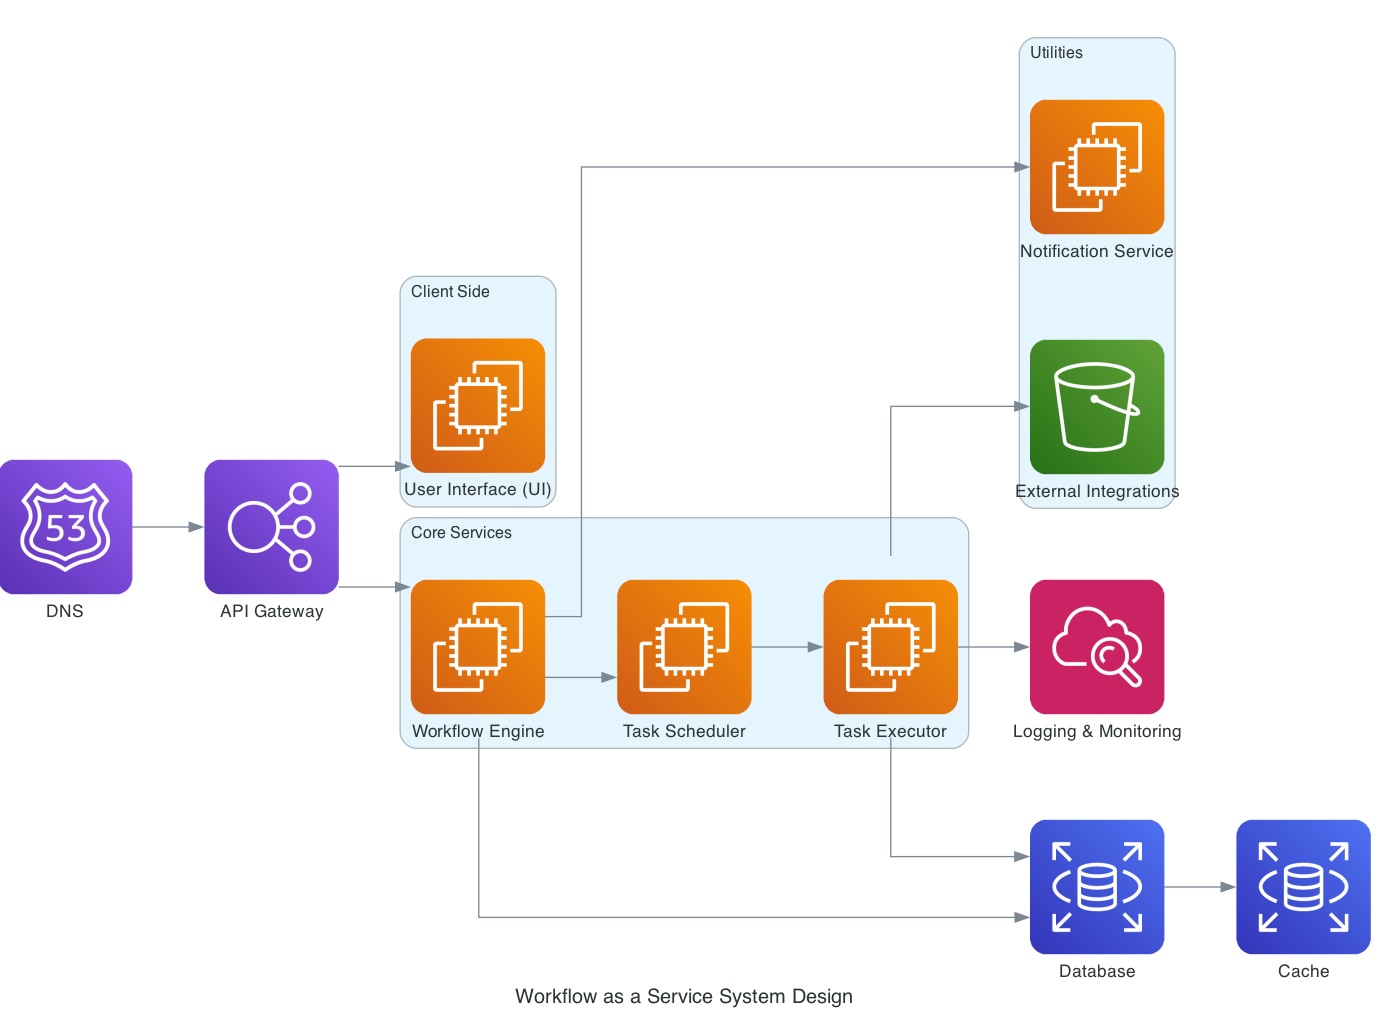 Utilities
Notification Service
Client Side
User Interface (UI)
External Integrations
53
DNS
API Gateway
Core Services
Workflow Engine
Task Scheduler
Task Executor
Logging & Monitoring
Database
Cache
Workflow as a Service System Design